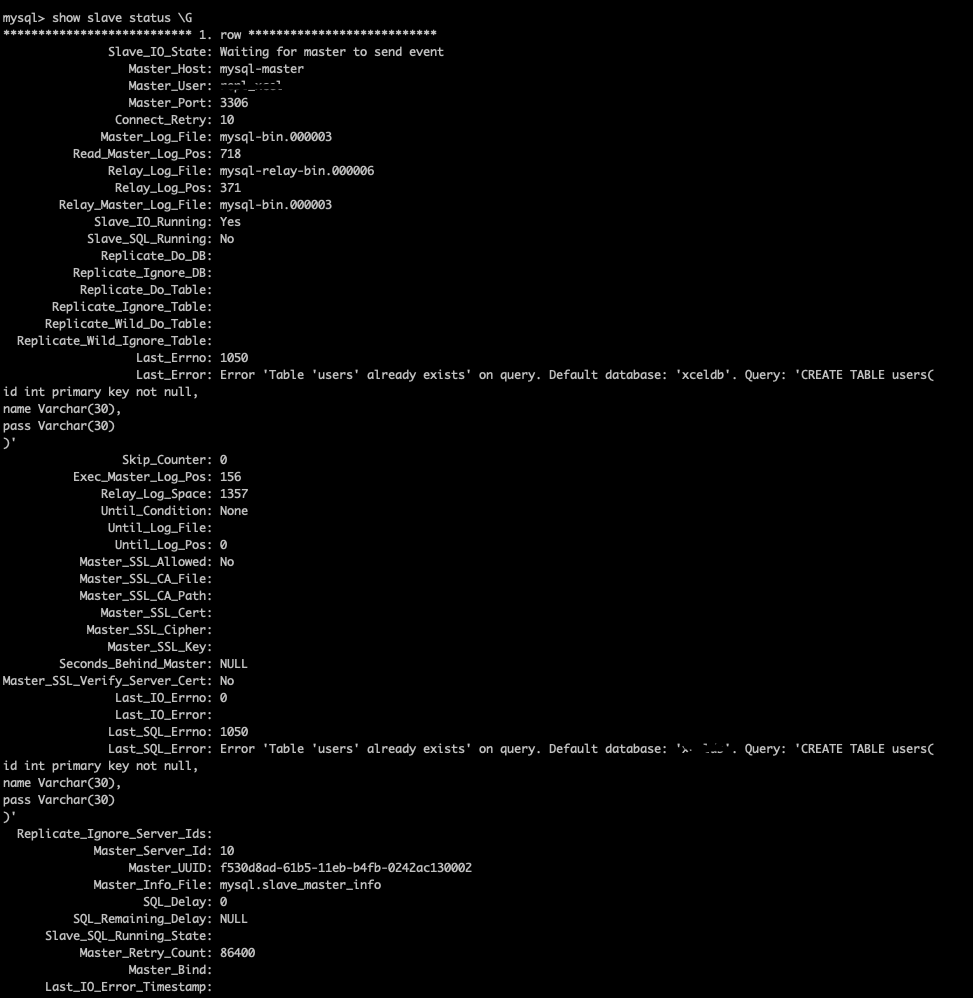 mysql> show slave status \G
*************************** 1. row ***************************
Slave_IO_State: Waiting for master to send event
Master_Host: mysql-master
Master_User:
Master_Port: 3306
Connect_Retry: 10
Master_Log_File: mysql-bin.000003
Read_Master_Log_Pos: 718
Relay_Log_File: mysql-relay-bin.000006
Relay_Log_Pos: 371
Relay_Master_Log_File: mysql-bin.000003
Slave_IO_Running: Yes
Slave_SQL_Running: No
Replicate_Do_DB:
Replicate_Ignore_DB:
Replicate_Do_Table:
Replicate_Ignore_Table:
Replicate_Wild_Do_Table:
Replicate_Wild_Ignore_Table:
Last_Errno: 1050
Last_Error: Error 'Table 'users' already exists' on query. Default database: 'xceldb'. Query: 'CREATE TABLE users(
id int primary key not null,
name Varchar(30),
pass Varchar(30)
)'
Skip_Counter: 0
Exec_Master_Log_Pos: 156
Relay_Log_Space: 1357
Until_Condition: None
Until_Log_File:
Until_Log_Pos: 0
Master_SSL_Allowed: No
Master_SSL_CA_File:
Master_SSL_CA_Path:
Master_SSL_Cert:
Master_SSL_Cipher:
Master_SSL_Key:
Seconds_Behind_Master: NULL
Master_SSL_Verify_Server_Cert: No
Last_IO_Errno: 0
Last_IO_Error:
Last_SQL_Errno: 1050
Last_SQL_Error: Error 'Table 'users' already exists' on query. Default database: '. Query: 'CREATE TABLE users(
id int primary key not null,
name Varchar(30),
pass Varchar(30)
)'
Replicate_Ignore_Server_Ids:
Master_Server_Id: 10
Master_UUID: f530d8ad-61b5-11eb-b4fb-0242ac130002
Master_Info_File: mysql.slave_master_info
SQL_Delay: 0
SQL_Remaining_Delay: NULL
Slave_SQL_Running_State:
Master_Retry_Count: 86400
Master_Bind:
Last_IO_Error_Timestamp: